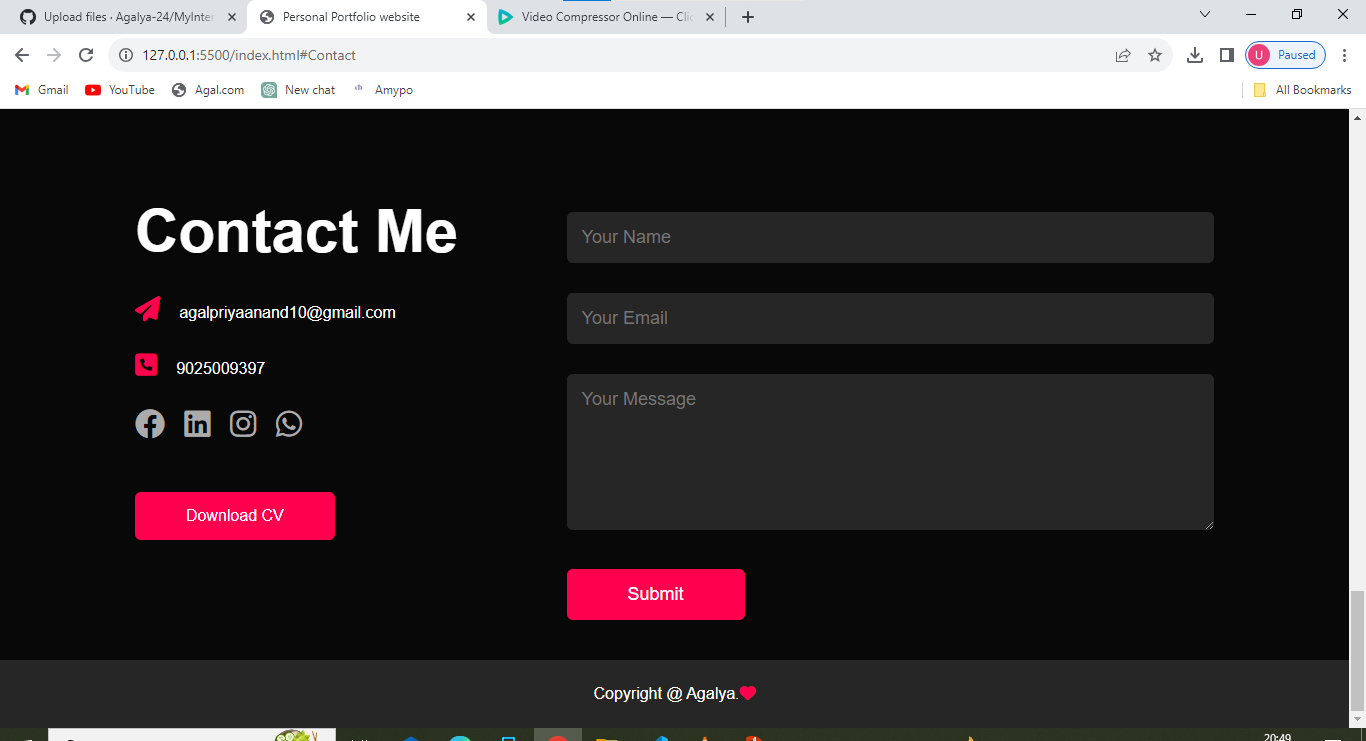 Upload files · Agalya-24/MyInter
Personal Portfolio website
Video Compressor Online — Clic
127.0.0.1:5500/index.html#Contact
U Paused
Gmail
YouTube
Agal.com
New chat
Amypo
All Bookmarks
Contact Me
agalpriyaanand10@gmail.com
9025009397
Download CV
Your Name
Your Email
Your Message
Submit
Copyright @ Agalya.
20:49